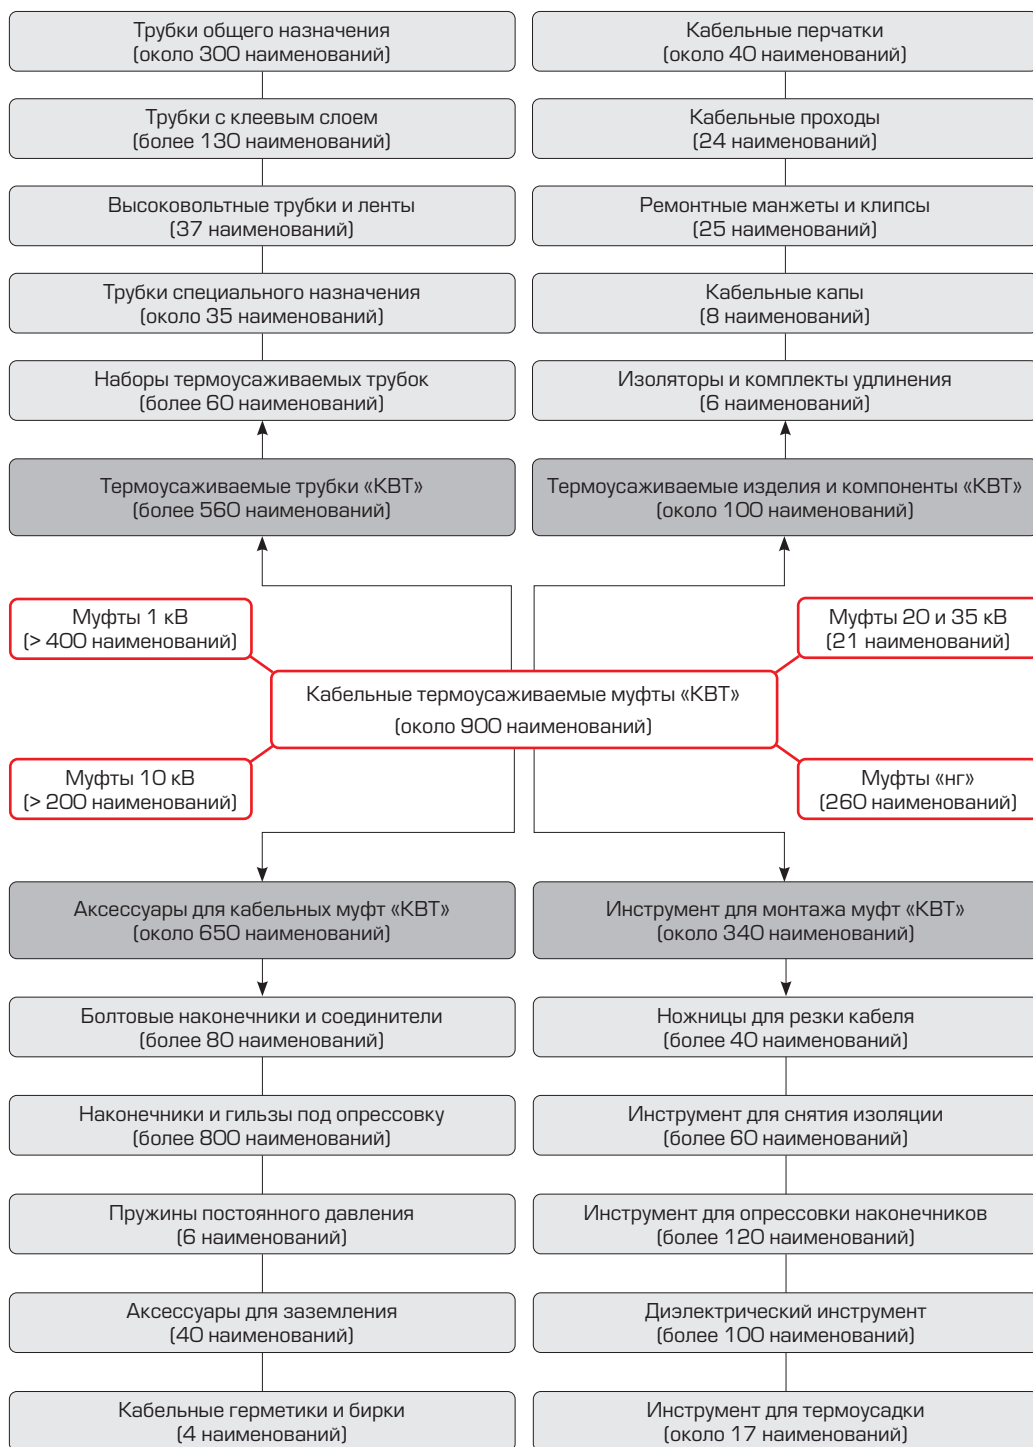 Трубки общего назначения
(около 300 наименований)
Трубки с клеевым слоем
(более 130 наименований)
Высоковольтные трубки и ленты
(37 наименований)
Трубки специального назначения
(около 35 наименований)
Наборы термоусаживаемых трубок
(более 60 наименований)
Термоусаживаемые трубки «КВТ»
(более 560 наименований)
Кабельные перчатки
(около 40 наименований)
Кабельные проходы
(24 наименований)
Ремонтные манжеты и клипсы
(25 наименований)
Кабельные капы
(8 наименований)
Изоляторы и комплекты удлинения
(6 наименований)
Термоусаживаемые изделия и компоненты «КВТ»
(около 100 наименований)
Муфты 1 кВ
(> 400 наименований)
Муфты 20 и 35 кВ
(21 наименований)
Кабельные термоусаживаемые муфты «КВТ»
(около 900 наименований)
Муфты 10 кВ
(> 200 наименований)
Муфты «нг»
(260 наименований)
Аксессуары для кабельных муфт «КВТ»
(около 650 наименований)
Болтовые наконечники и соединители
(более 80 наименований)
Наконечники и гильзы под опрессовку
(более 800 наименований)
Пружины постоянного давления
(6 наименований)
Аксессуары для заземления
(40 наименований)
Кабельные герметики и бирки
(4 наименований)
Инструмент для монтажа муфт «КВТ»
(около 340 наименований)
Ножницы для резки кабеля
(более 40 наименований)
Инструмент для снятия изоляции
(более 60 наименований)
Инструмент для опрессовки наконечников
(более 120 наименований)
Диэлектрический инструмент
(более 100 наименований)
Инструмент для термоусадки
(около 17 наименований)